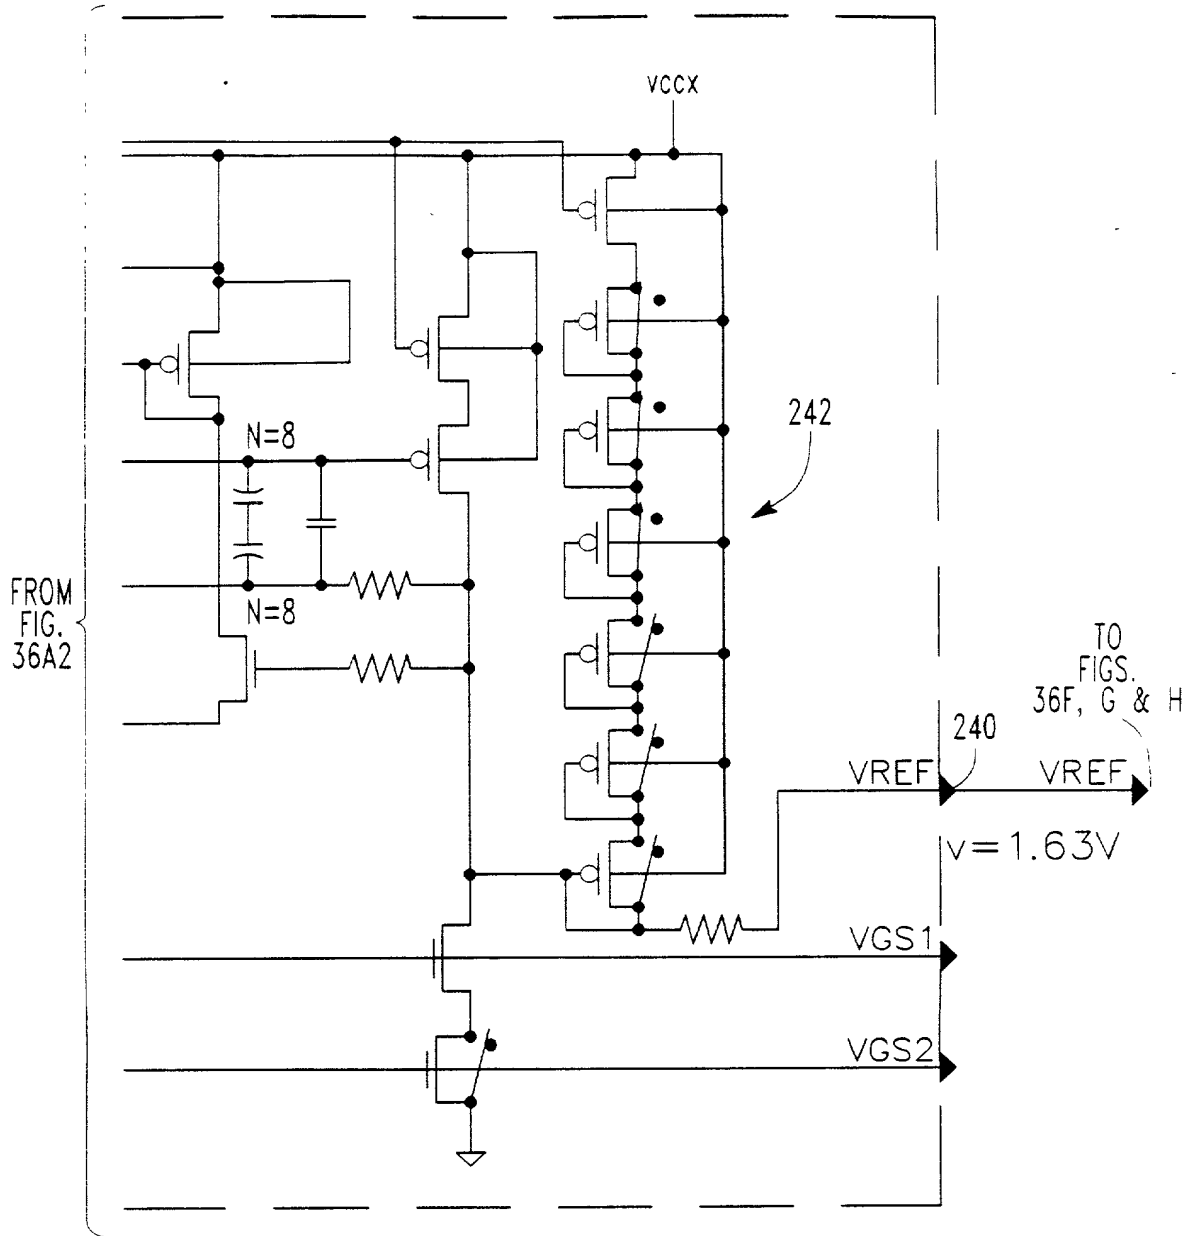 VCCX
242
N=8
N=8
FROM
FIG.
36A2
TO
FIGS.
36F, G & H
240
VREF
VREF
V=1.63V
VGS1
VGS2